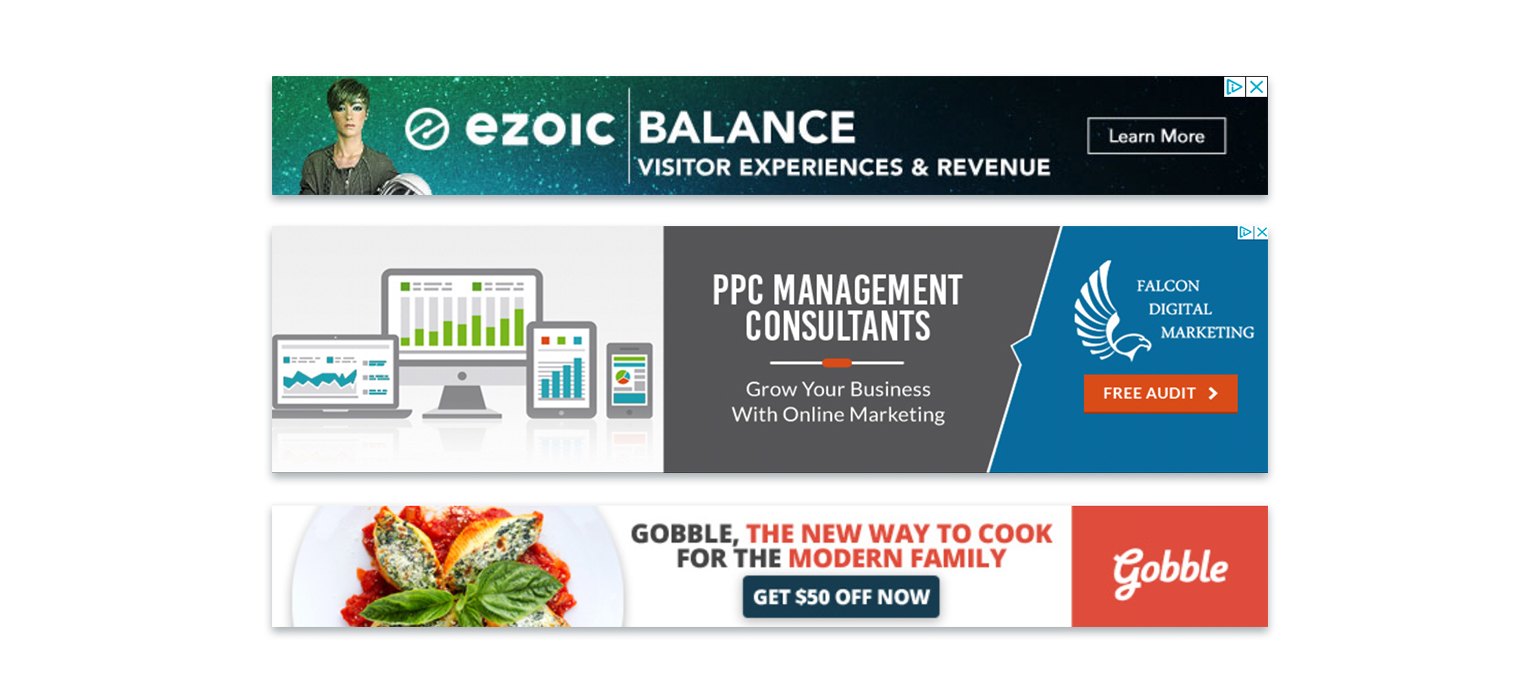 ezoic
BALANCE
VISITOR EXPERIENCES & REVENUE
Learn More
PPC MANAGEMENT
CONSULTANTS
Grow Your Business
With Online Marketing
FALCON
DIGITAL
MARKETING
FREE AUDIT
GOBBLE, THE NEW WAY TO COOK
FOR THE MODERN FAMILY
GET $50 OFF NOW
Gobble